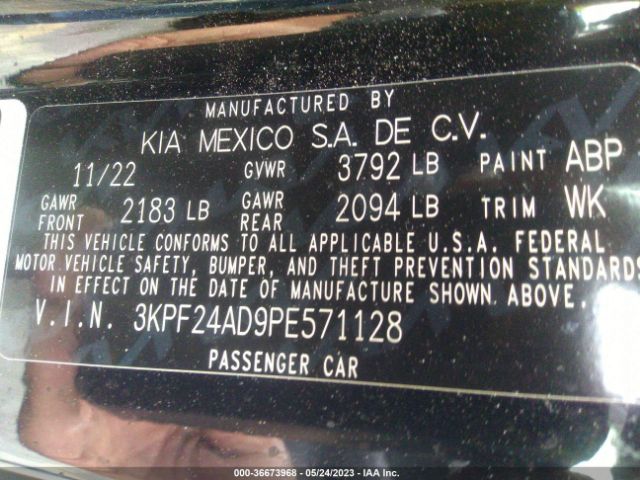 MANUFACTURED BY
KIA MEXICO S.A. DE C.V.
11/22 GVWR 3792 LB PAINT ABP
GAWR FRONT 2183 LB GAWR REAR 2094 LB TRIM WK
THIS VEHICLE CONFORMS TO ALL APPLICABLE U.S.A. FEDERAL
MOTOR VEHICLE SAFETY, BUMPER, AND THEFT PREVENTION STANDARDS
IN EFFECT ON THE DATE OF MANUFACTURE SHOWN ABOVE.
V.I.N. 3KPF24AD9PE571128
PASSENGER CAR
000-36673968 - 05/24/2023 - IAA Inc.